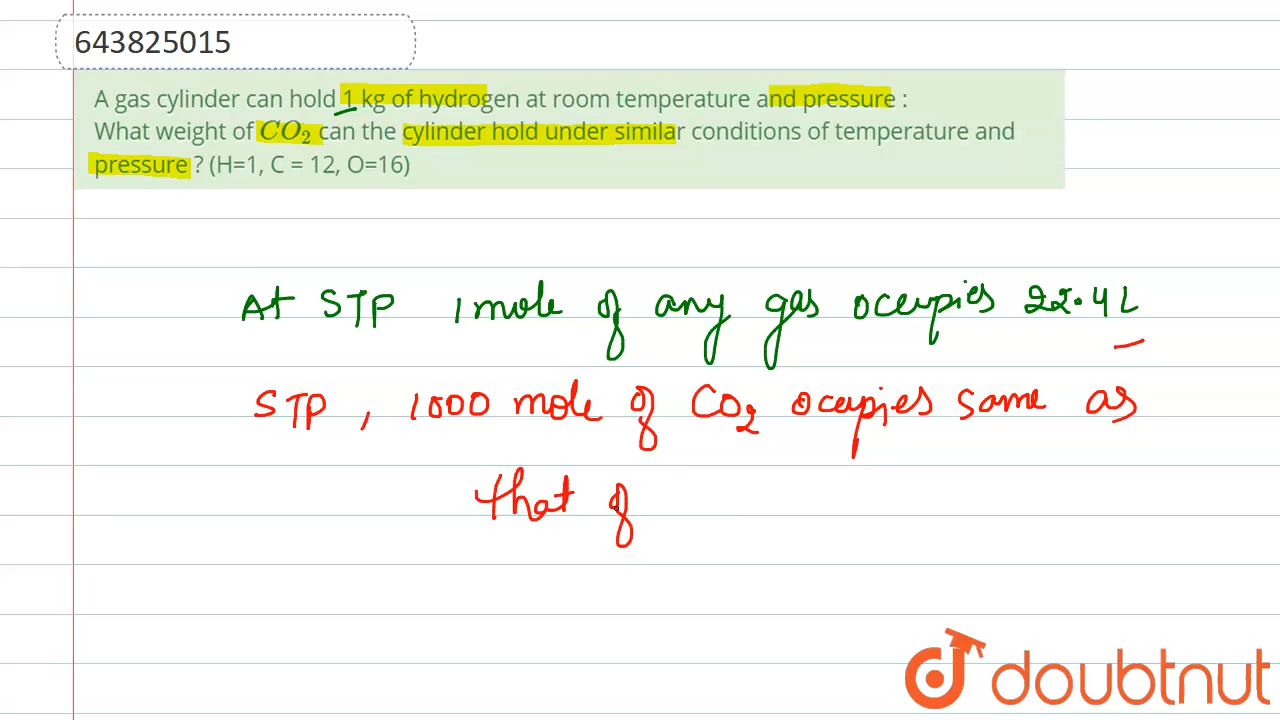 643825015
A gas cylinder can hold 1 kg of hydrogen at room temperature and pressure :
What weight of CO₂ can the cylinder hold under similar conditions of temperature and
pressure ? (H=1, C = 12, O=16)
At STP 1 mole of any gas occupies 22.4 L
STP , 1000 mole of CO₂ occupies same as
that of
doubtnut